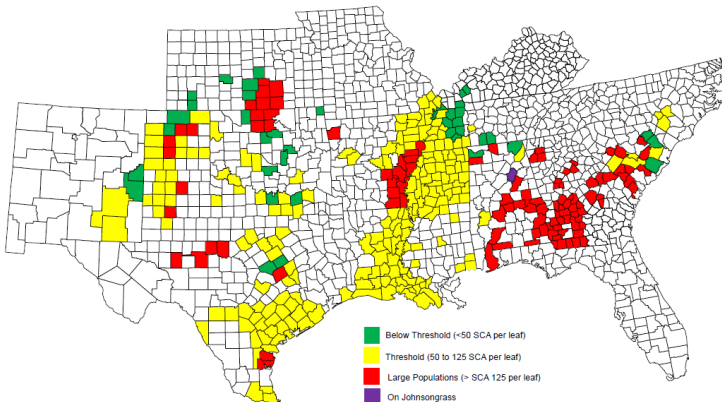 Below Threshold (<50 SCA per leaf)
Threshold (50 to 125 SCA per leaf)
Large Populations (> SCA 125 per leaf)
On Johnsongrass